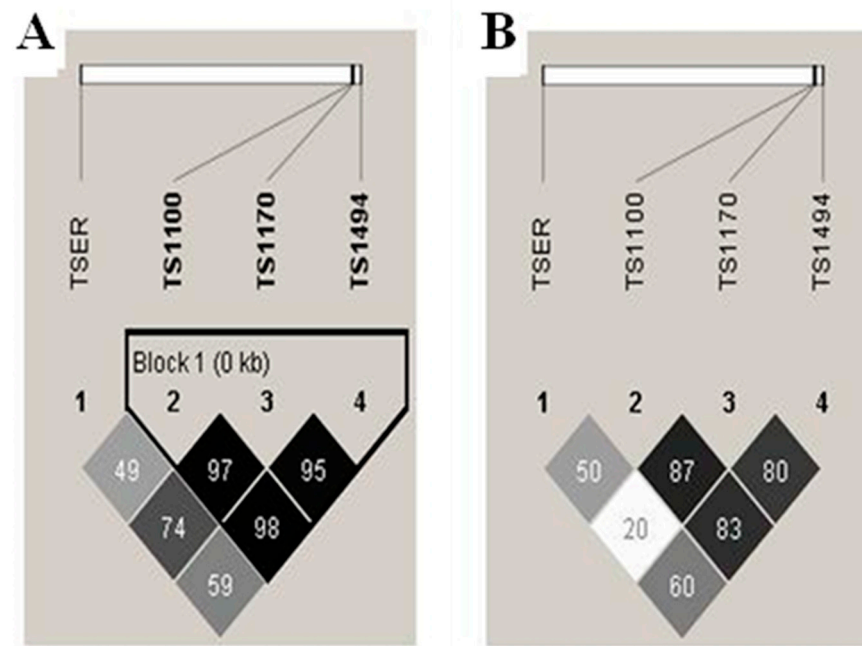 A
B
TSER
TS1100
TS1170
TS1494
TSER
TS1100
TS1170
TS1494
Block 1 (0 kb)
1 2 3 4
1 2 3 4
49 97 95
74 98
59
50 87 80
20 83
60